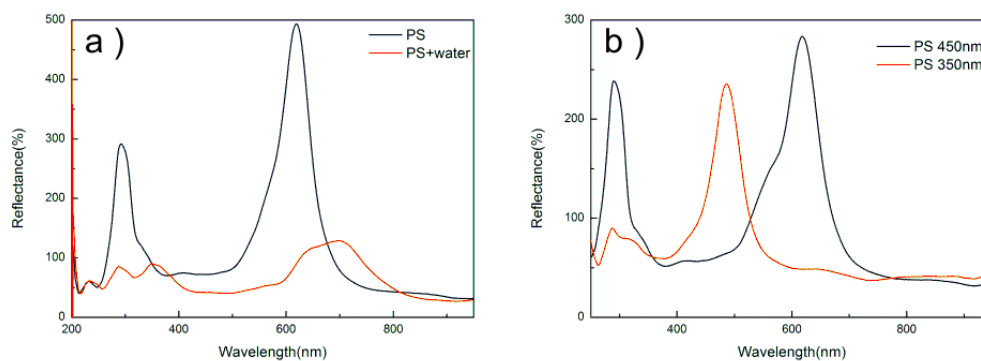 a )
PS
PS+water
500
400
300
200
100
0
200
400
600
800
Reflectance(%)
Wavelength(nm)
b )
PS 450nm
PS 350nm
300
200
100
0
400
600
800
Reflectance(%)
Wavelength(nm)